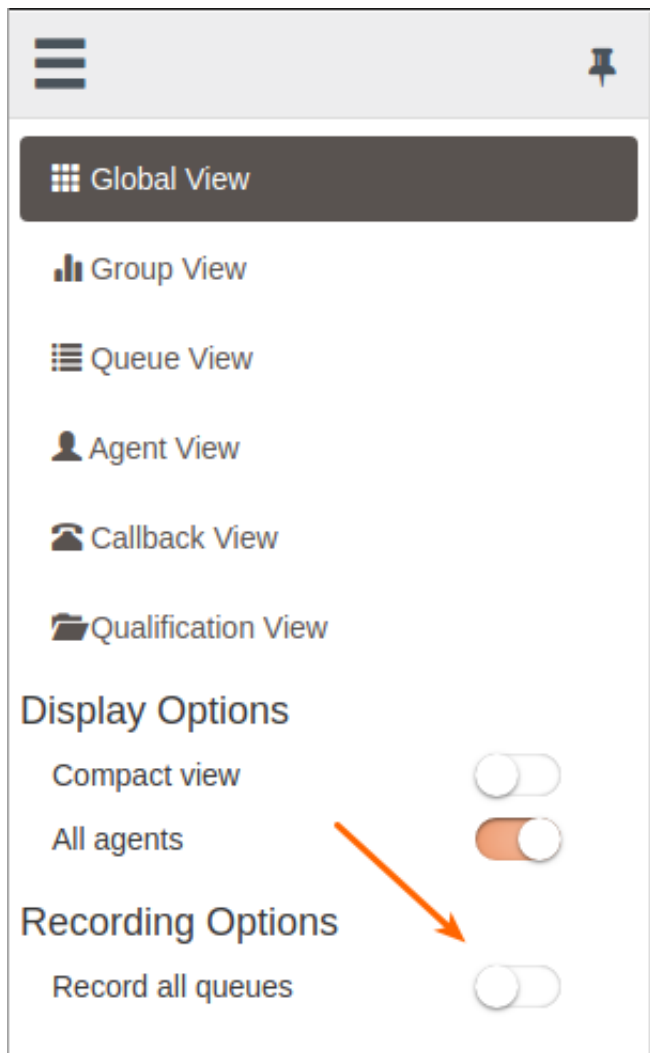 Global View
Group View
Queue View
Agent View
Callback View
Qualification View
Display Options
Compact view
All agents
Recording Options
Record all queues